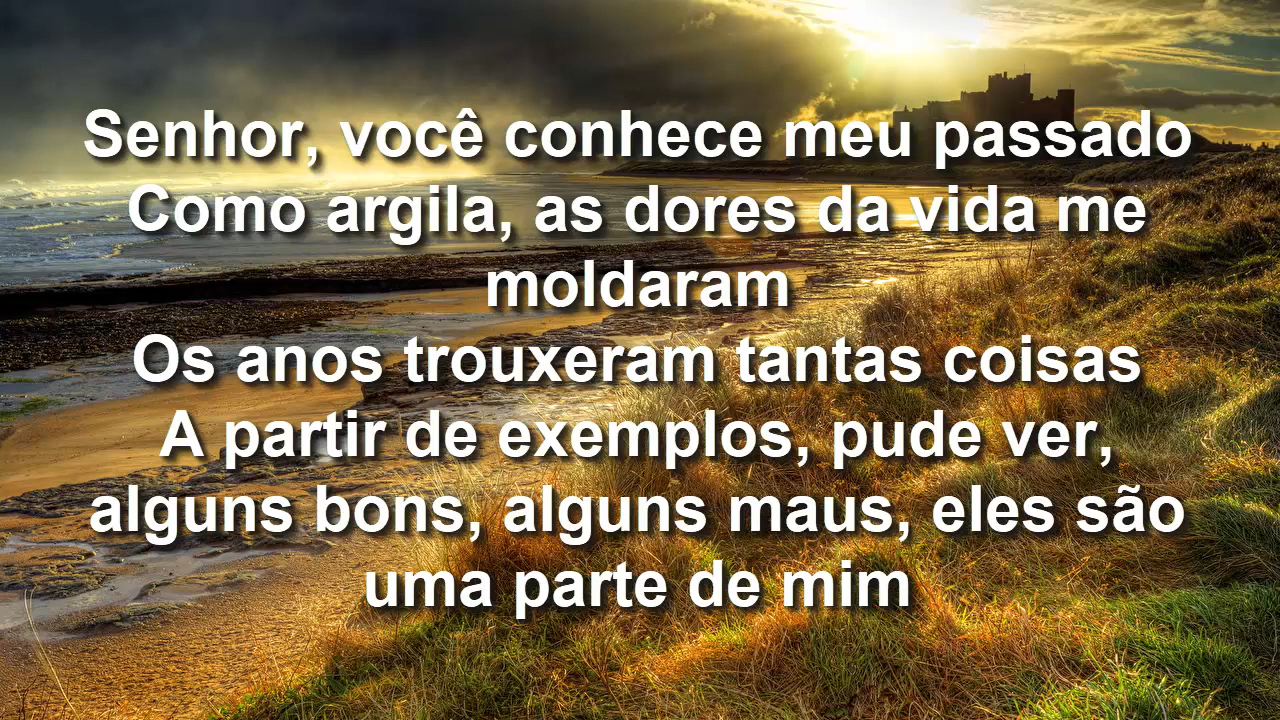 Senhor, você conhece meu passado
Como argila, as dores da vida me
moldaram
Os anos trouxeram tantas coisas
A partir de exemplos, pude ver,
alguns bons, alguns maus, eles são
uma parte de mim